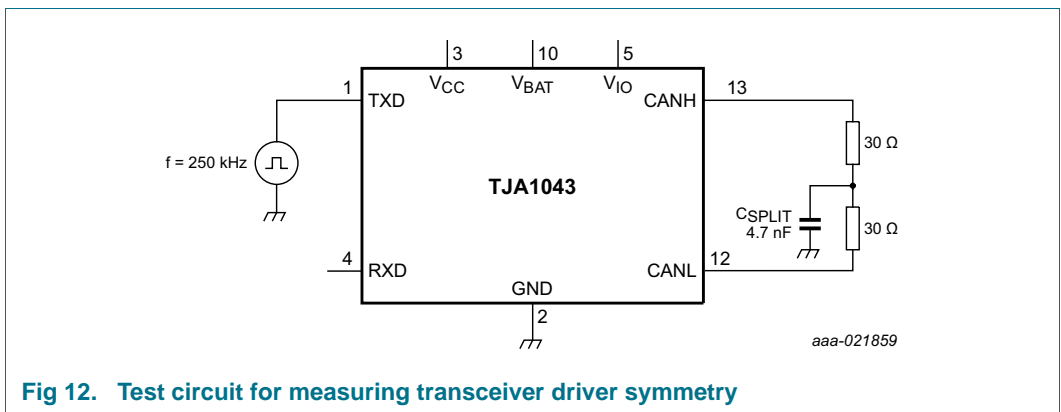 3 10 5
1 VCC VBAT VIO 13
TXD CANH
30 Ω
f = 250 kHz
TJA1043
CSPLIT
4.7 nF 30 Ω
4 12
RXD CANL
GND
2
aaa-021859
Fig 12. Test circuit for measuring transceiver driver symmetry